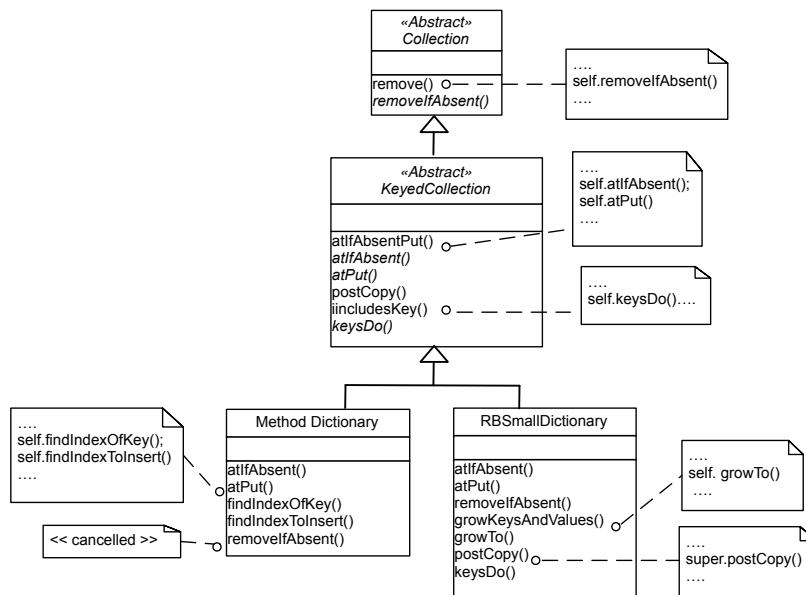 «Abstract»
Collection
remove()
removeIfAbsent()
....
self.removeIfAbsent()
....
«Abstract»
KeyedCollection
atIfAbsentPut()
atIfAbsent()
atPut()
postCopy()
iincludesKey()
keysDo()
....
self.atIfAbsent();
self.atPut()
....
....
self.keysDo()....
Method Dictionary
atIfAbsent()
atPut()
findIndexOfKey()
findIndexToInsert()
removeIfAbsent()
....
self.findIndexOfKey();
self.findIndexToInsert()
....
<< cancelled >>
RBSmallDictionary
atIfAbsent()
atPut()
removeIfAbsent()
growKeysAndValues()
growTo()
postCopy()
keysDo()
....
self. growTo()
....
....
super.postCopy()
....